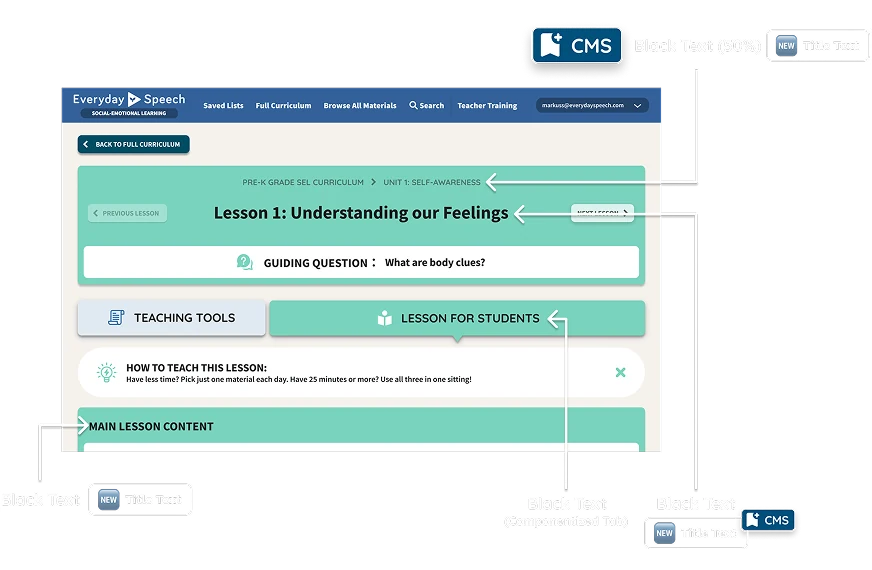 CMS
Black Text (90%)
NEW Title Text
Everyday Speech
SOCIAL-EMOTIONAL LEARNING
Saved Lists
Full Curriculum
Browse All Materials
Search
Teacher Training
markuss@everydayspeech.com
BACK TO FULL CURRICULUM
PRE-K GRADE SEL CURRICULUM > UNIT 1: SELF-AWARENESS
PREVIOUS LESSON
Lesson 1: Understanding our Feelings
NEXT LESSON
GUIDING QUESTION : What are body clues?
TEACHING TOOLS
LESSON FOR STUDENTS
HOW TO TEACH THIS LESSON:
Have less time? Pick just one material each day. Have 25 minutes or more? Use all three in one sitting!
MAIN LESSON CONTENT
Black Text
NEW Title Text
Black Text
(Componentized Tab)
Black Text
NEW Title Text
CMS